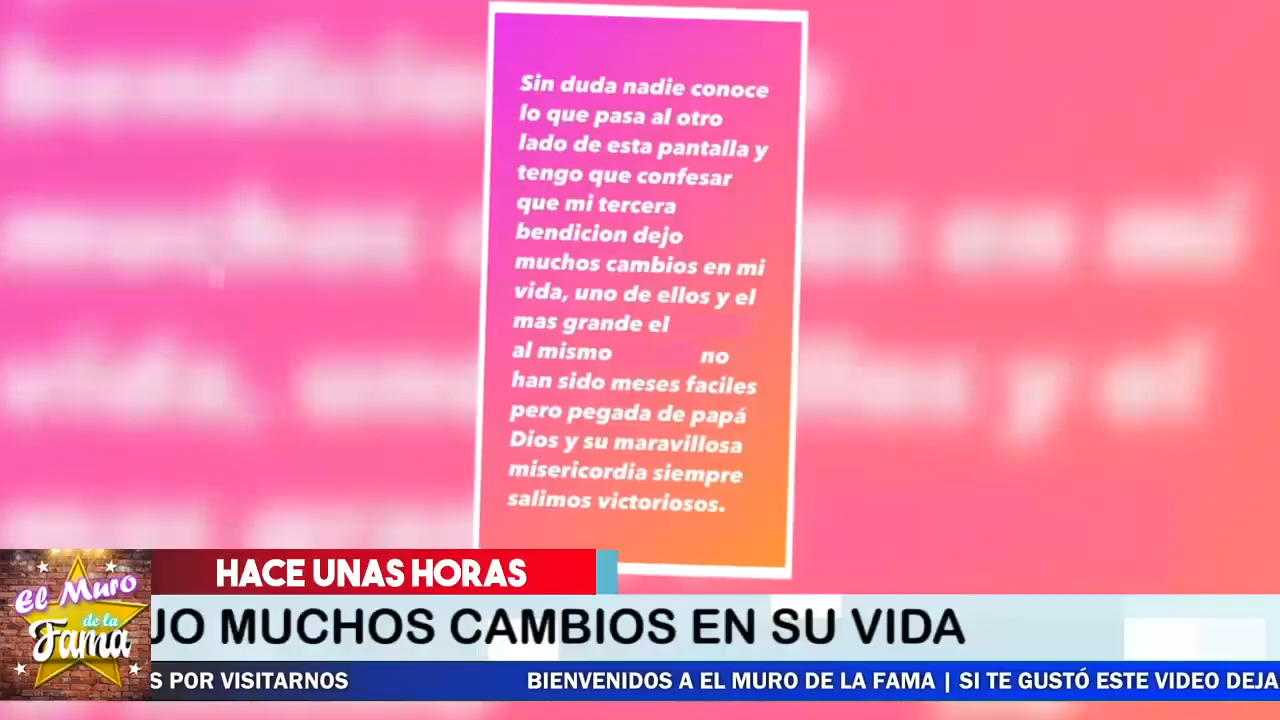 Sin duda nadie conoce
lo que pasa al otro
lado de esta pantalla y
tengo que confesar
que mi tercera
bendicion dejo
muchos cambios en mi
vida, uno de ellos y el
mas grande el
al mismo no
han sido meses faciles
pero pegada de papá
Dios y su maravillosa
misericordia siempre
salimos victoriosos.
HACE UNAS HORAS
JO MUCHOS CAMBIOS EN SU VIDA
El Muro
de la
Fama
S POR VISITARNOS
BIENVENIDOS A EL MURO DE LA FAMA | SI TE GUSTÓ ESTE VIDEO DEJA